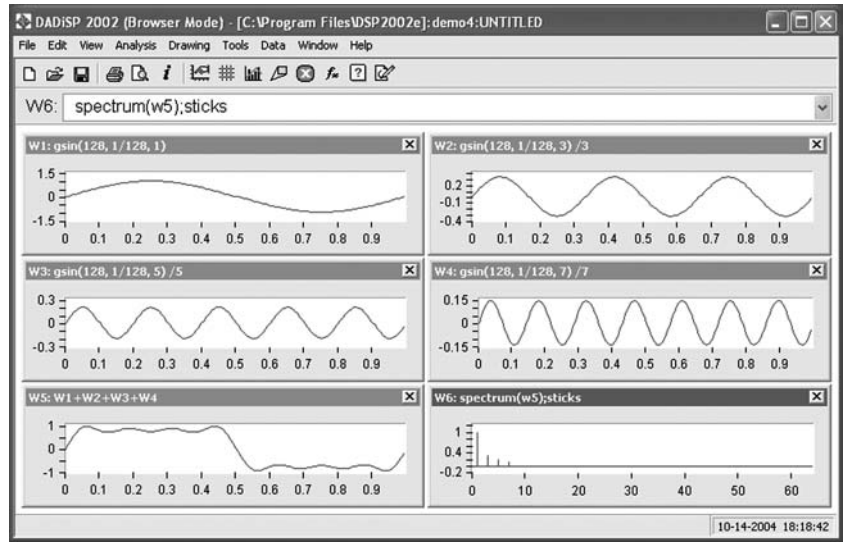 DADiSP 2002 (Browser Mode) - [C:\Program Files\DSP2002e]: demo4:UNTITLED
File Edit View Analysis Drawing Tools Data Window Help
W6: spectrum(w5);sticks
W1: gsin(128, 1/128, 1)
1.5
0
-1.5
0 0.1 0.2 0.3 0.4 0.5 0.6 0.7 0.8 0.9
W2: gsin(128, 1/128, 3) /3
0.2
-0.1
-0.4
0 0.1 0.2 0.3 0.4 0.5 0.6 0.7 0.8 0.9
W3: gsin(128, 1/128, 5) /5
0.3
0
-0.3
0 0.1 0.2 0.3 0.4 0.5 0.6 0.7 0.8 0.9
W4: gsin(128, 1/128, 7) /7
0.15
0
-0.15
0 0.1 0.2 0.3 0.4 0.5 0.6 0.7 0.8 0.9
W5: W1+W2+W3+W4
1
0
-1
0 0.1 0.2 0.3 0.4 0.5 0.6 0.7 0.8 0.9
W6: spectrum(w5);sticks
1
0.4
-0.2
0 10 20 30 40 50 60
10-14-2004 18:18:42